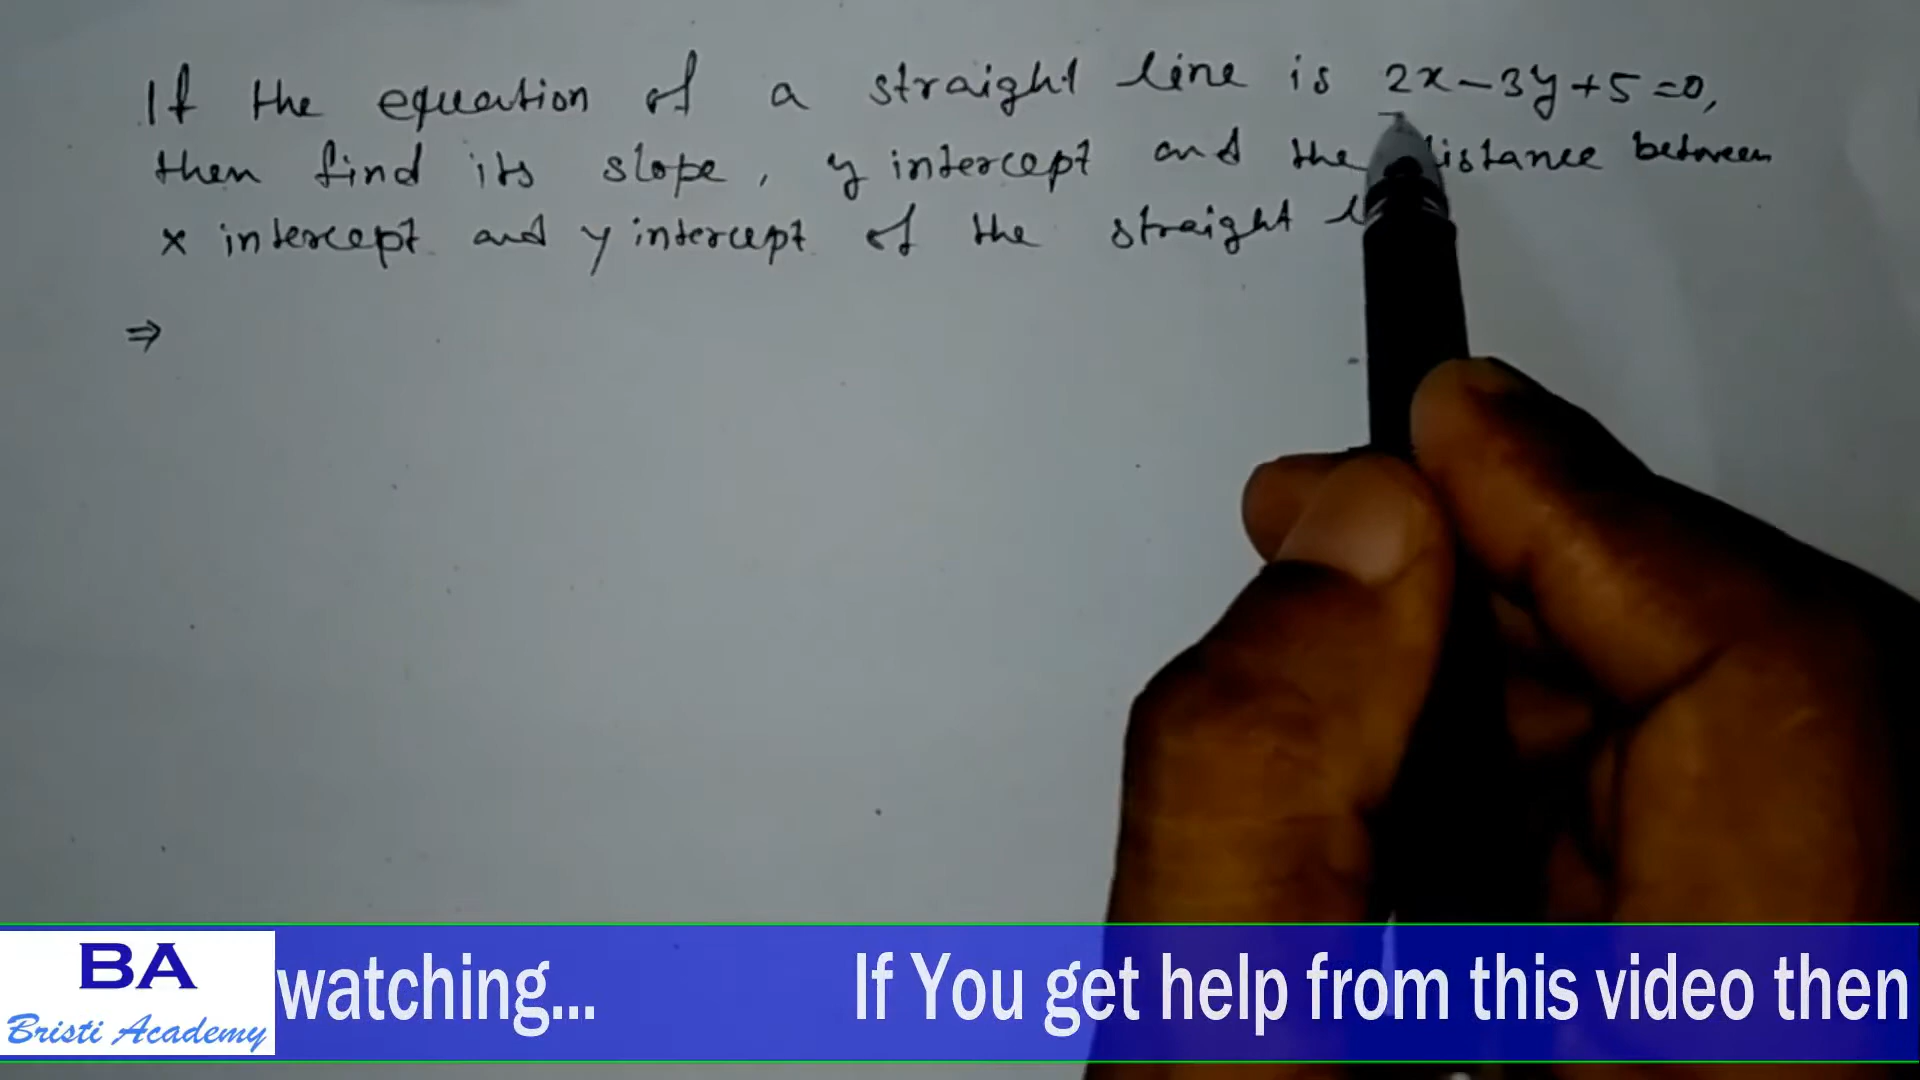 If the equation of a straight line is 2x-3y+5=0,
then find its slope, y intercept and the distance between
x intercept and y intercept of the straight
⇒
BA
Bristi Academy
watching... If You get help from this video then